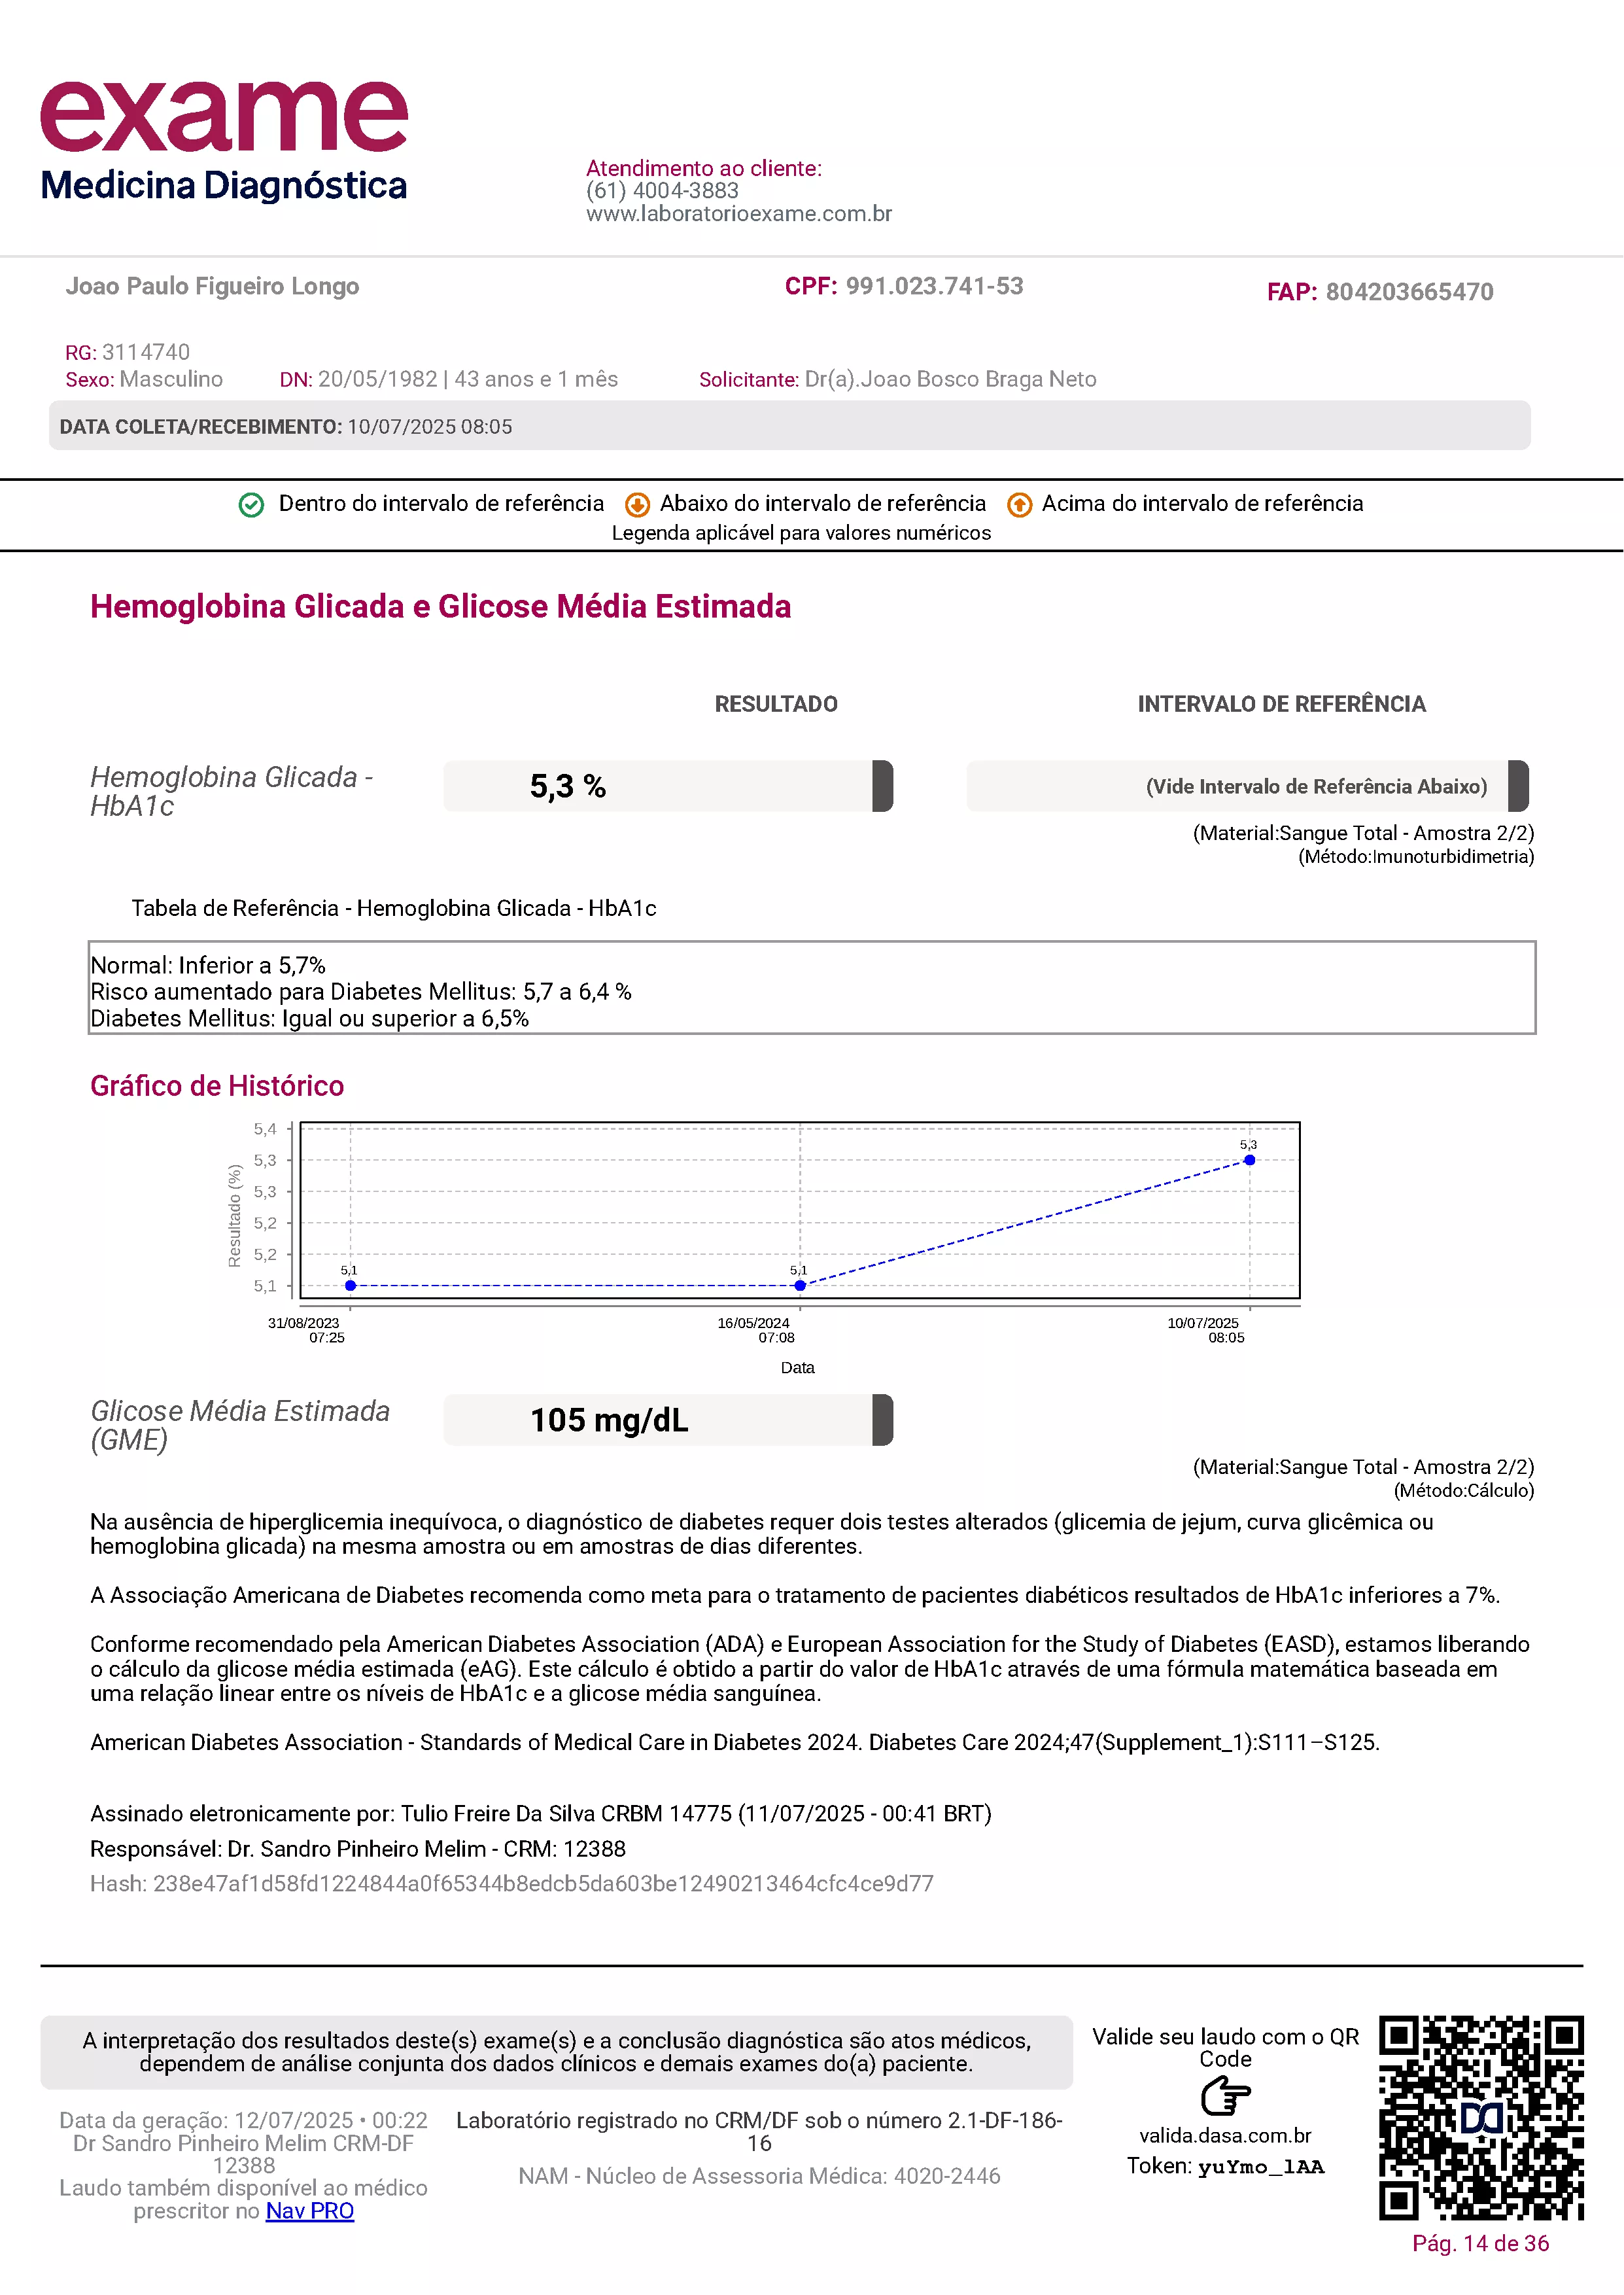 exame
Medicina Diagnóstica
Atendimento ao cliente:
(61) 4004-3883
www.laboratorioexame.com.br
Joao Paulo Figueiro Longo
CPF: 991.023.741-53
FAP: 804203665470
RG: 3114740
Sexo: Masculino DN: 20/05/1982 | 43 anos e 1 mês Solicitante: Dr(a).Joao Bosco Braga Neto
DATA COLETA/RECEBIMENTO: 10/07/2025 08:05
Dentro do intervalo de referência Abaixo do intervalo de referência Acima do intervalo de referência
Legenda aplicável para valores numéricos
Hemoglobina Glicada e Glicose Média Estimada
RESULTADO INTERVALO DE REFERÊNCIA
Hemoglobina Glicada -
HbA1c
5,3 %
(Vide Intervalo de Referência Abaixo)
(Material:Sangue Total - Amostra 2/2)
(Método:Imunoturbidimetria)
Tabela de Referência - Hemoglobina Glicada - HbA1c
Normal: Inferior a 5,7%
Risco aumentado para Diabetes Mellitus: 5,7 a 6,4 %
Diabetes Mellitus: Igual ou superior a 6,5%
Gráfico de Histórico
Resultado (%)
5,4
5,3
5,3
5,2
5,2
5,1
5,1
5,1
5,3
31/08/2023
07:25
16/05/2024
07:08
10/07/2025
08:05
Data
Glicose Média Estimada
(GME)
105 mg/dL
(Material:Sangue Total - Amostra 2/2)
(Método:Cálculo)
Na ausência de hiperglicemia inequívoca, o diagnóstico de diabetes requer dois testes alterados (glicemia de jejum, curva glicêmica ou
hemoglobina glicada) na mesma amostra ou em amostras de dias diferentes.
A Associação Americana de Diabetes recomenda como meta para o tratamento de pacientes diabéticos resultados de HbA1c inferiores a 7%.
Conforme recomendado pela American Diabetes Association (ADA) e European Association for the Study of Diabetes (EASD), estamos liberando
o cálculo da glicose média estimada (eAG). Este cálculo é obtido a partir do valor de HbA1c através de uma fórmula matemática baseada em
uma relação linear entre os níveis de HbA1c e a glicose média sanguínea.
American Diabetes Association - Standards of Medical Care in Diabetes 2024. Diabetes Care 2024;47(Supplement_1):S111–S125.
Assinado eletronicamente por: Tulio Freire Da Silva CRBM 14775 (11/07/2025 - 00:41 BRT)
Responsável: Dr. Sandro Pinheiro Melim - CRM: 12388
Hash: 238e47af1d58fd1224844a0f65344b8edcb5da603be12490213464cfc4ce9d77
A interpretação dos resultados deste(s) exame(s) e a conclusão diagnóstica são atos médicos,
dependem de análise conjunta dos dados clínicos e demais exames do(a) paciente.
Data da geração: 12/07/2025 • 00:22
Dr Sandro Pinheiro Melim CRM-DF
12388
Laudo também disponível ao médico
prescritor no Nav PRO
Laboratório registrado no CRM/DF sob o número 2.1-DF-186-
16
NAM - Núcleo de Assessoria Médica: 4020-2446
Valide seu laudo com o QR
Code
valida.dasa.com.br
Token: yuYmo_lAA
Pág. 14 de 36